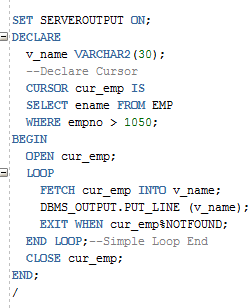 SET SERVEROUTPUT ON;
DECLARE
v_name VARCHAR2(30);
--Declare Cursor
CURSOR cur_emp IS
SELECT ename FROM EMP
WHERE empno > 1050;
BEGIN
OPEN cur_emp;
LOOP
FETCH cur_emp INTO v_name;
DBMS_OUTPUT.PUT_LINE (v_name);
EXIT WHEN cur_emp%NOTFOUND;
END LOOP;--Simple Loop End
CLOSE cur_emp;
END;
/